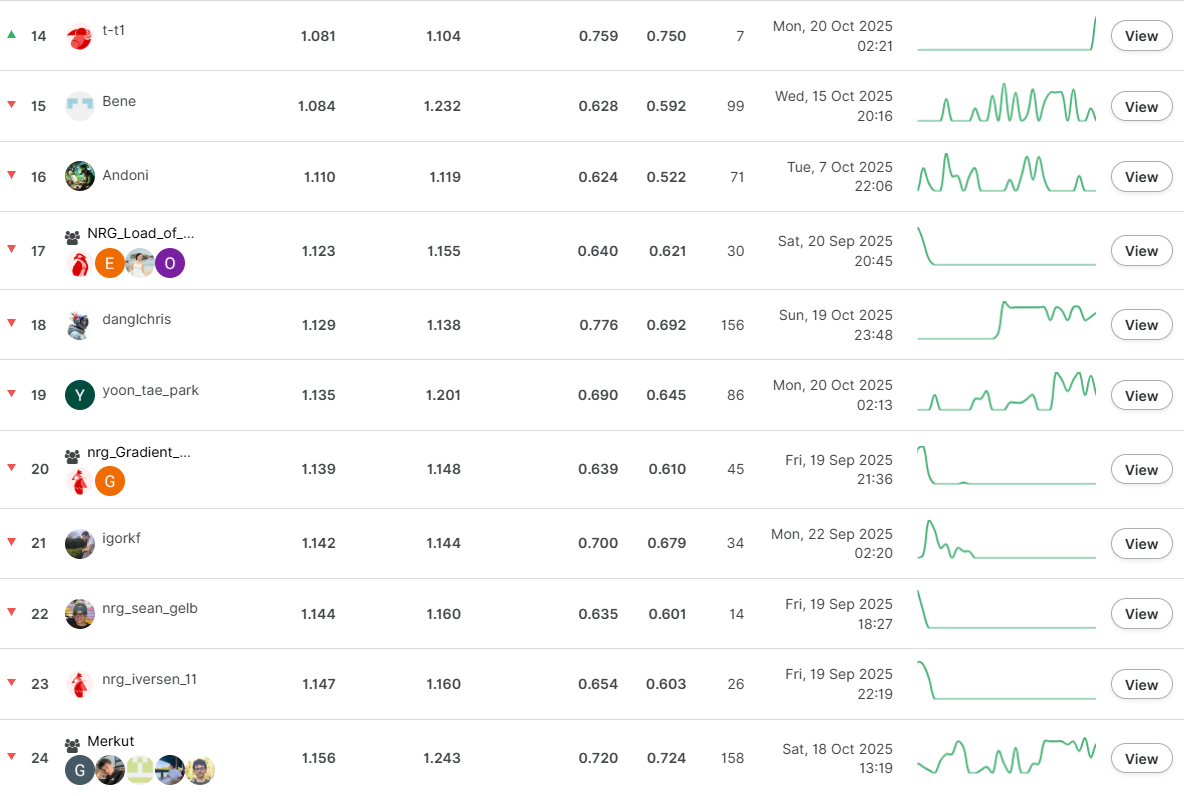 14 t-t1 1.081 1.104 0.759 0.750 7 Mon, 20 Oct 2025 View
02:21
15 Bene 1.084 1.232 0.628 0.592 99 Wed, 15 Oct 2025 View
20:16
16 Andoni 1.110 1.119 0.624 0.522 71 Tue, 7 Oct 2025 View
22:06
17 NRG_Load_of_... 1.123 1.155 0.640 0.621 30 Sat, 20 Sep 2025 View
E O 20:45
18 danglchris 1.129 1.138 0.776 0.692 156 Sun, 19 Oct 2025 View
23:48
19 Y yoon_tae_park 1.135 1.201 0.690 0.645 86 Mon, 20 Oct 2025 View
02:13
20 nrg_Gradient_... 1.139 1.148 0.639 0.610 45 Fri, 19 Sep 2025 View
G 21:36
21 igorkf 1.142 1.144 0.700 0.679 34 Mon, 22 Sep 2025 View
02:20
22 nrg_sean_gelb 1.144 1.160 0.635 0.601 14 Fri, 19 Sep 2025 View
18:27
23 nrg_iversen_11 1.147 1.160 0.654 0.603 26 Fri, 19 Sep 2025 View
22:19
24 Merkut 1.156 1.243 0.720 0.724 158 Sat, 18 Oct 2025 View
G 13:19